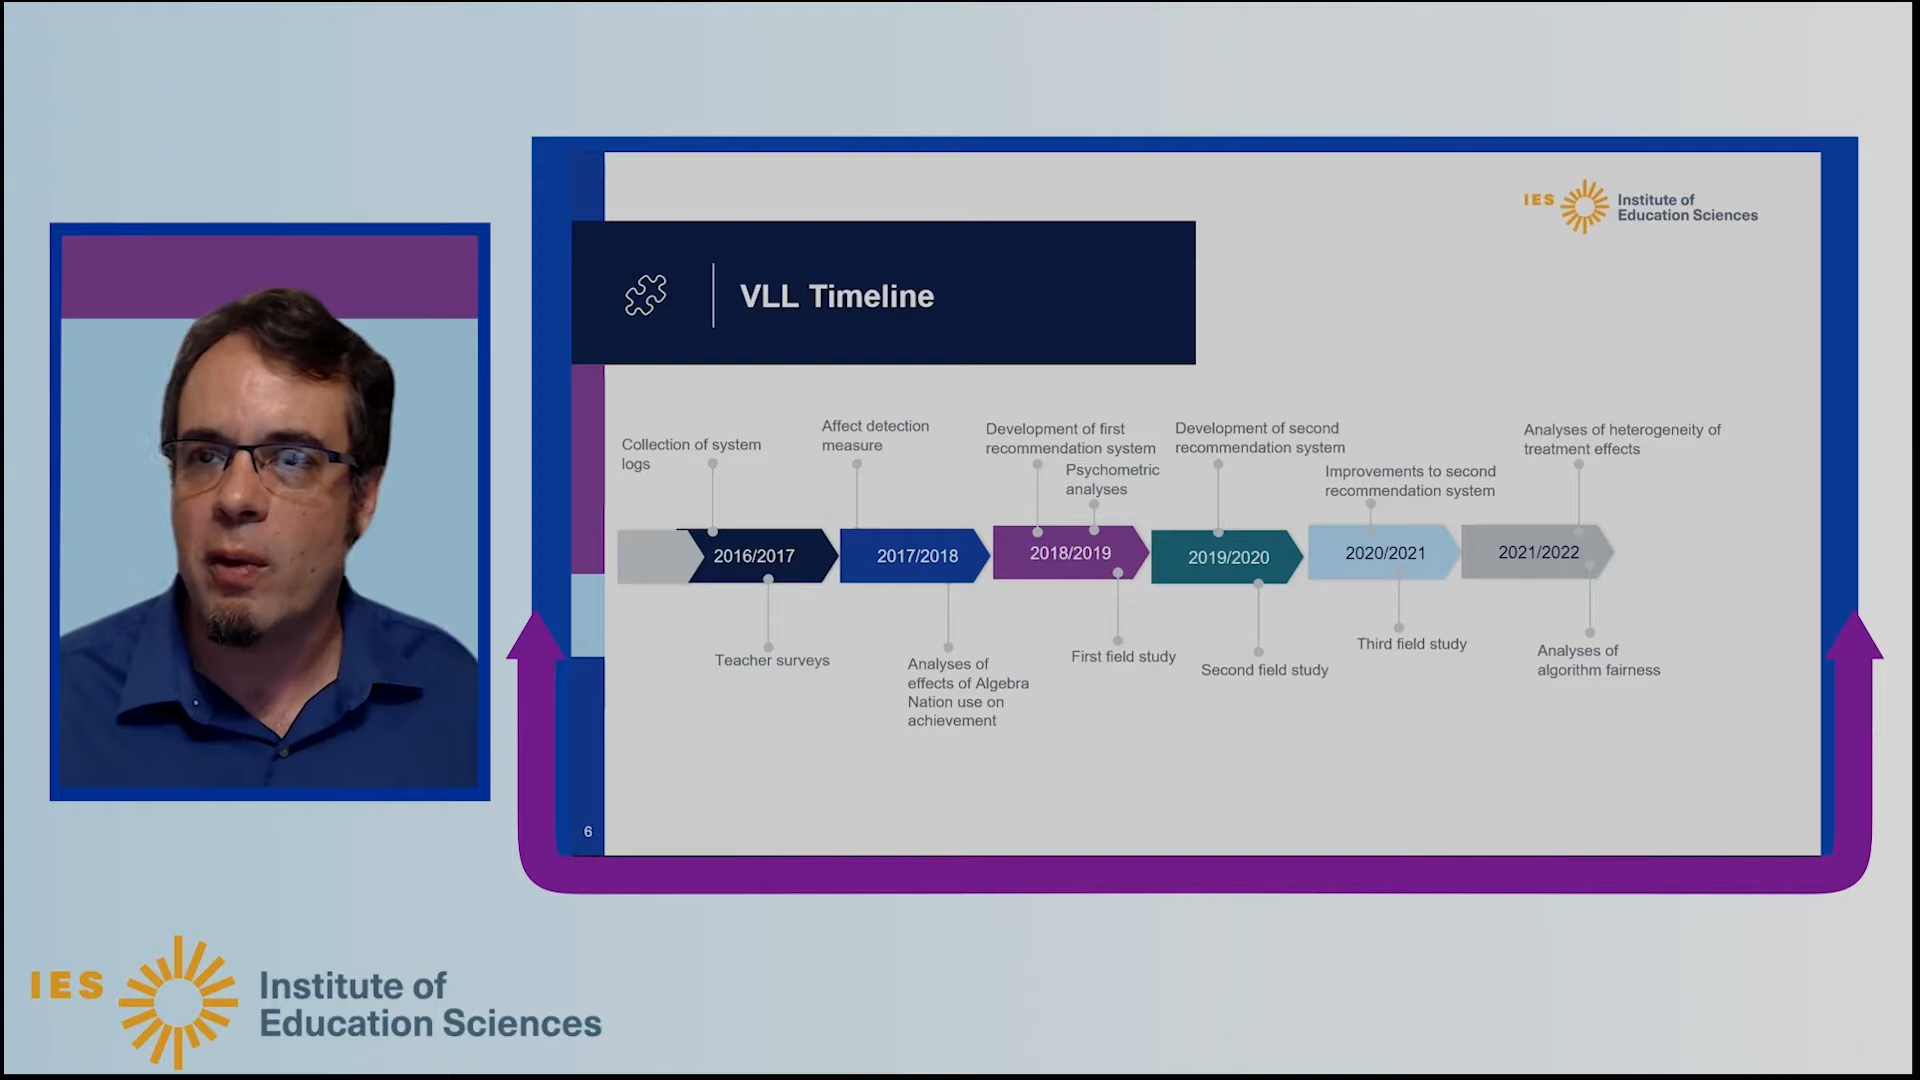 IES
Institute of
Education Sciences
VLL Timeline
Collection of system
logs
Affect detection
measure
Development of first
recommendation system
Psychometric
analyses
Development of second
recommendation system
Improvements to second
recommendation system
Analyses of heterogeneity of
treatment effects
2016/2017
2017/2018
2018/2019
2019/2020
2020/2021
2021/2022
Teacher surveys
Analyses of
effects of Algebra
Nation use on
achievement
First field study
Second field study
Third field study
Analyses of
algorithm fairness
6
IES
Institute of
Education Sciences